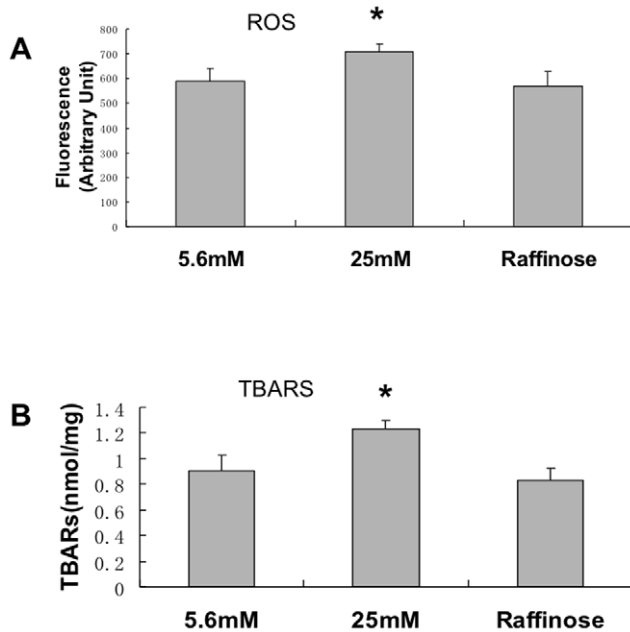 ROS
*
A
Fluorescence
(Arbitrary Unit)
800
700
600
500
400
300
200
100
0
5.6mM 25mM Raffinose
TBARS
*
B
TBARs(nmol/mg)
1.4
1.2
1
0.8
0.6
0.4
0.2
0
5.6mM 25mM Raffinose